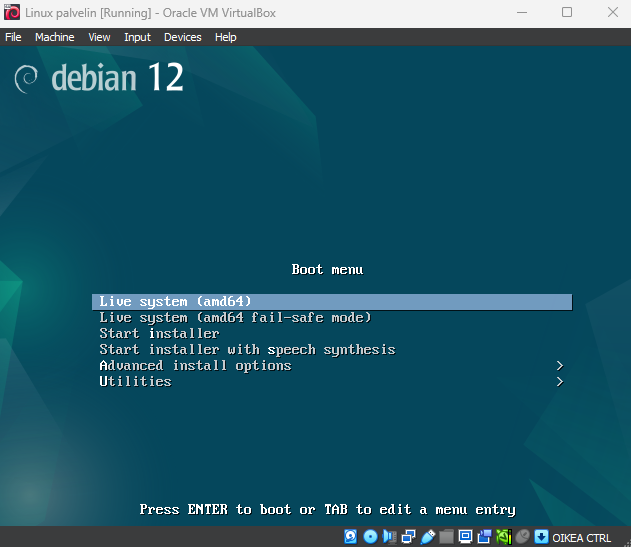 Linux palvelin [Running] - Oracle VM VirtualBox
File Machine View Input Devices Help
debian 12
Boot menu
Live system (amd64)
Live system (amd64 fail-safe mode)
Start installer
Start installer with speech synthesis
Advanced install options >
Utilities >
Press ENTER to boot or TAB to edit a menu entry
OIKEA CTRL